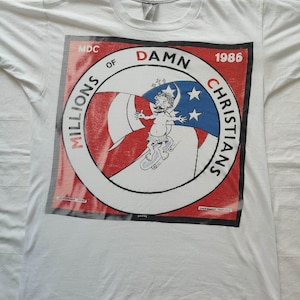 MDC
1986
MILLIONS OF DAMN CHRISTIANS